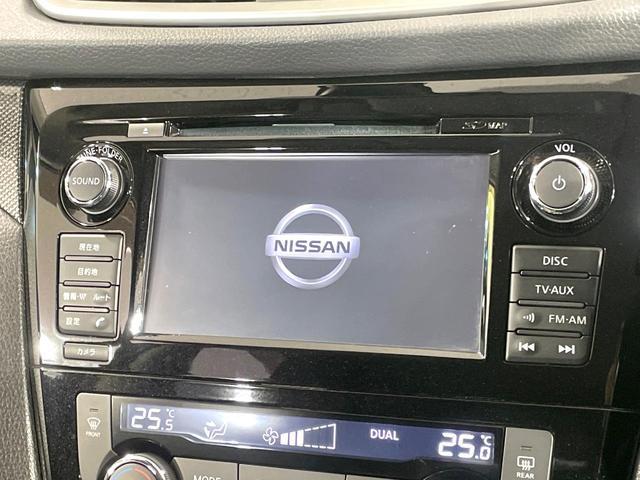 MAP
TUNE·FOLDER
SOUND
VOL
NISSAN
現在地
目的地
情報・VICS ルート
設定
カメラ
DISC
TV·AUX
FM·AM
25.5°C
DUAL
25.0°C
FRONT
REAR
MODE